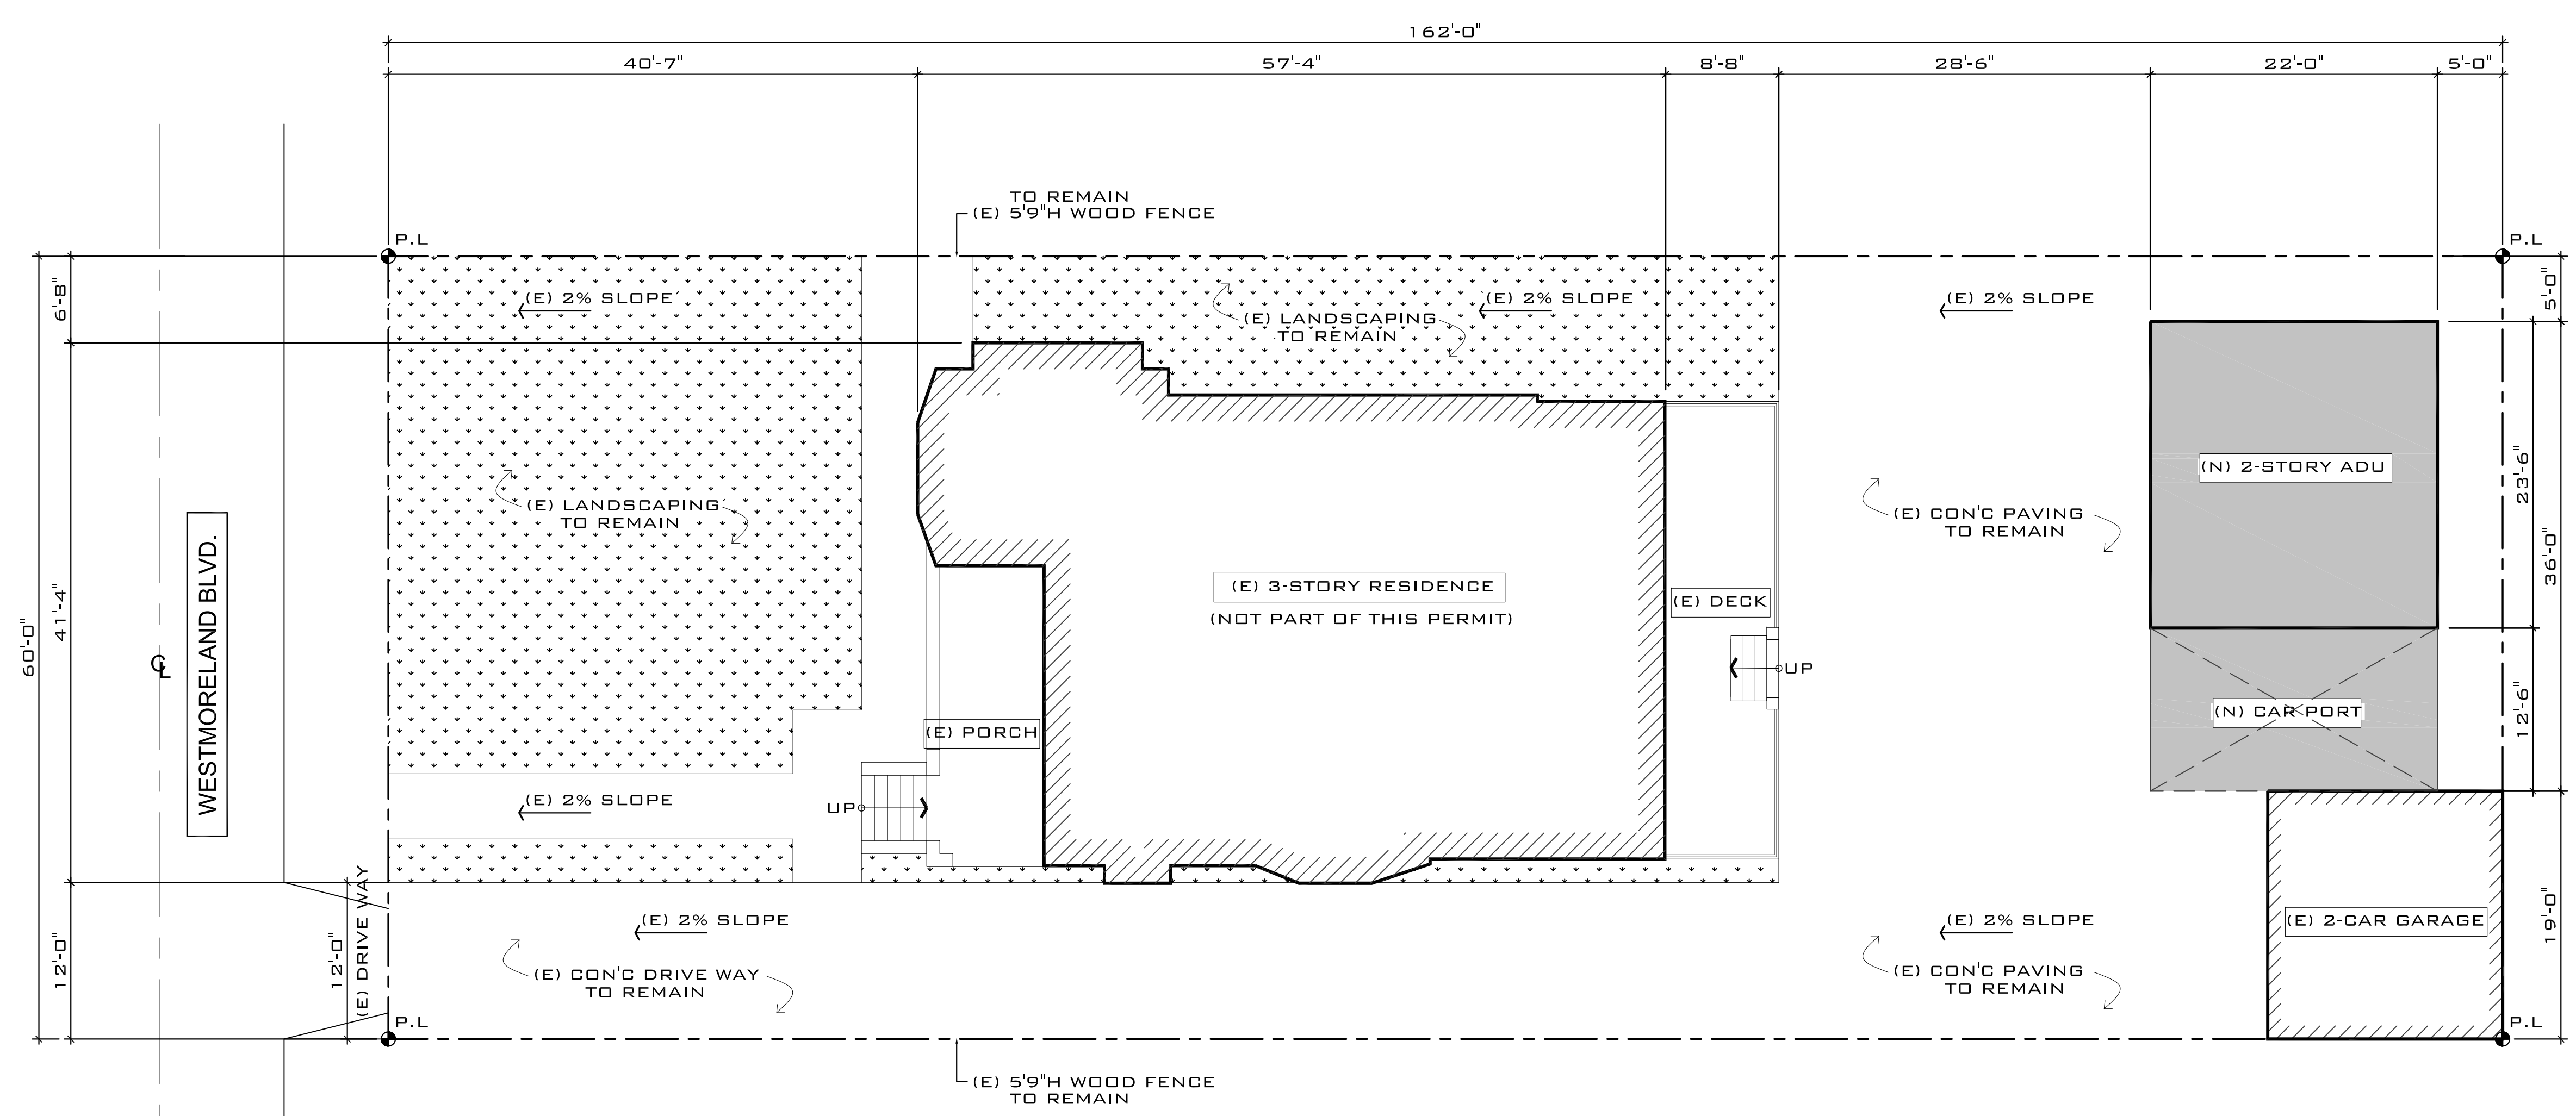 162'-0"
40'-7"
57'-4"
8'-8"
28'-6"
22'-0"
5'-0"
TO REMAIN
(E) 5'9"H WOOD FENCE
P.L
P.L
6'-8"
(E) 2% SLOPE
(E) 2% SLOPE
(E) 2% SLOPE
5'-0"
(E) LANDSCAPING
TO REMAIN
(N) 2-STORY ADU
23'-6"
(E) LANDSCAPING
TO REMAIN
(E) CON'C PAVING
TO REMAIN
36'-0"
41'-4"
60'-0"
WESTMORELAND BLVD.
CL
(E) 3-STORY RESIDENCE
(NOT PART OF THIS PERMIT)
(E) DECK
UP
(N) CAR PORT
12'-6"
(E) PORCH
(E) 2% SLOPE
UP
12'-0"
12'-0"
(E) DRIVE WAY
(E) 2% SLOPE
(E) 2% SLOPE
(E) 2-CAR GARAGE
19'-0"
(E) CON'C DRIVE WAY
TO REMAIN
(E) CON'C PAVING
TO REMAIN
P.L
P.L
(E) 5'9"H WOOD FENCE
TO REMAIN